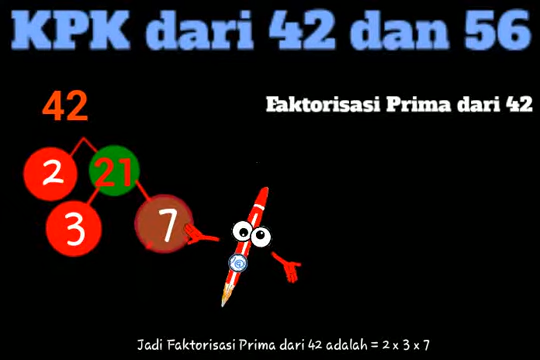 KPK dari 42 dan 56
42
Faktorisasi Prima dari 42
2 21
3 7
Jadi Faktorisasi Prima dari 42 adalah = 2 x 3 x 7